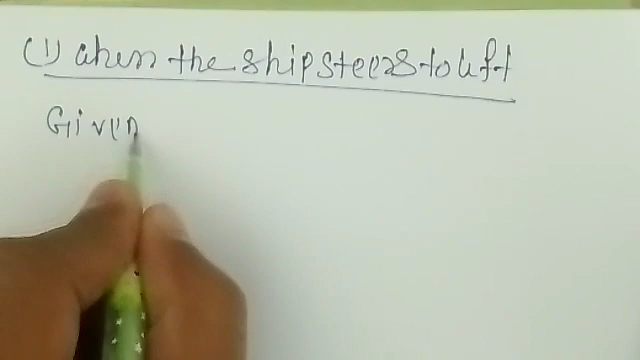 (1) when the ship steers to left
Given